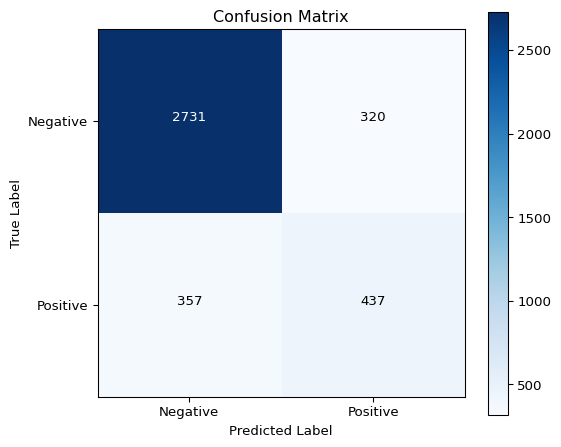 Confusion Matrix
True Label
Negative
2731
320
Positive
357
437
Negative
Positive
Predicted Label
2500
2000
1500
1000
500